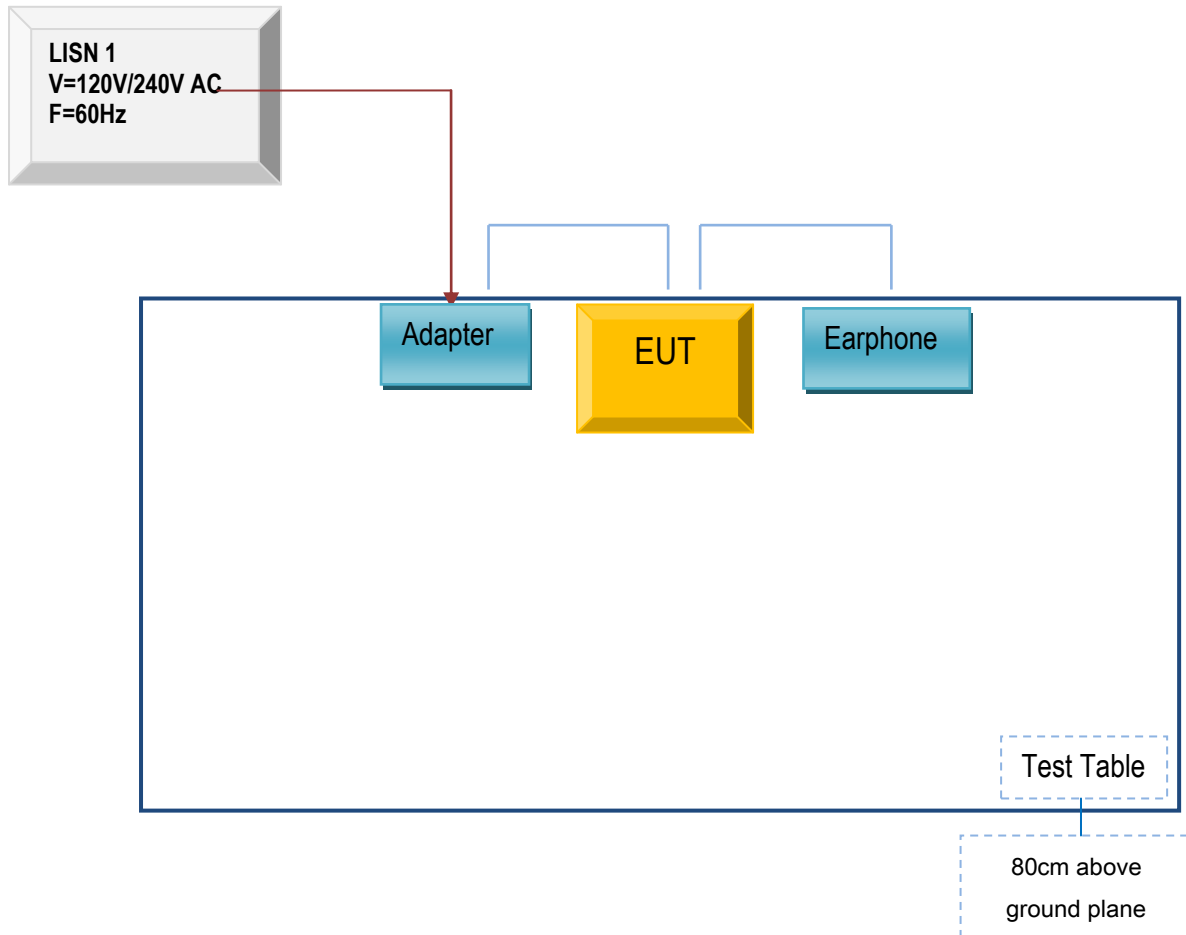 LISN 1
V=120V/240V AC
F=60Hz
Adapter
EUT
Earphone
Test Table
80cm above
ground plane